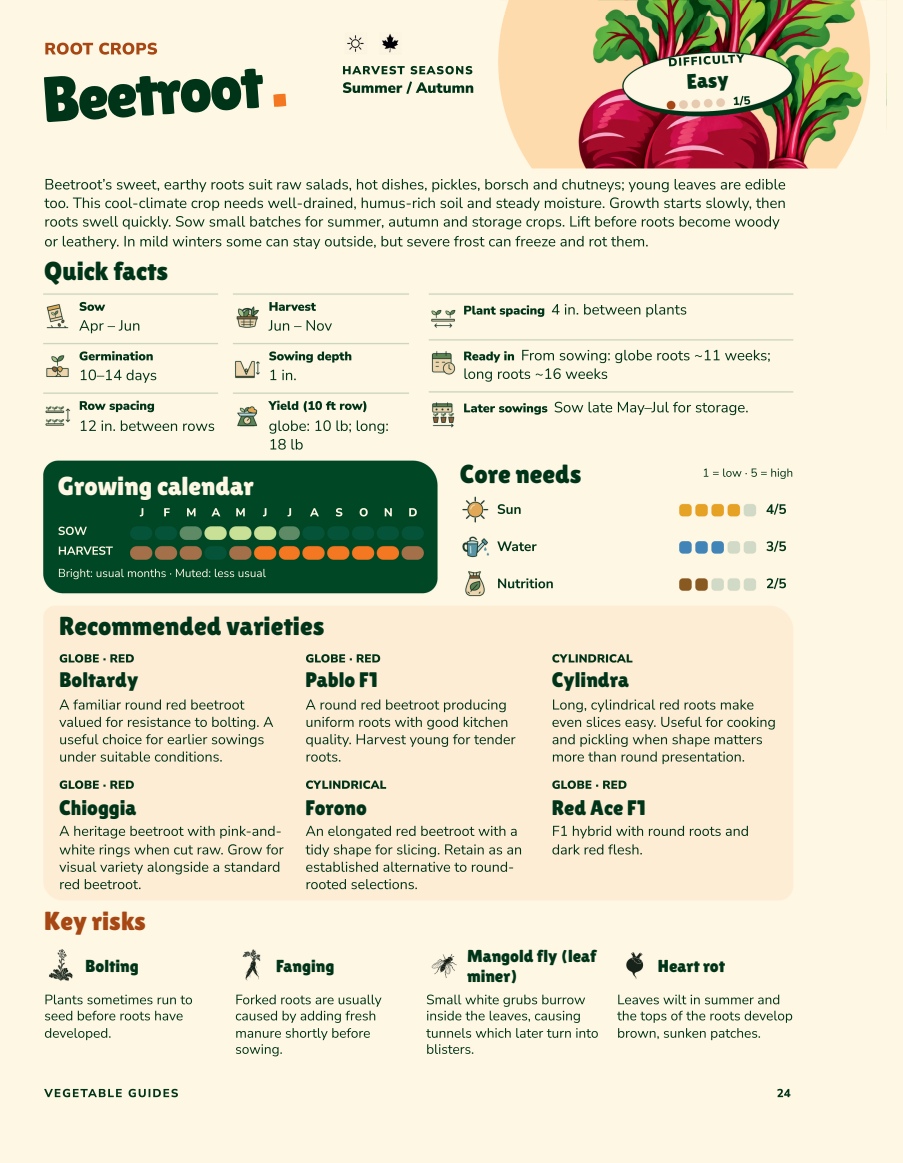 ROOT CROPS
Beetroot.
HARVEST SEASONS
Summer / Autumn
DIFFICULTY
Easy
1/5
Beetroot’s sweet, earthy roots suit raw salads, hot dishes, pickles, borsch and chutneys; young leaves are edible
too. This cool-climate crop needs well-drained, humus-rich soil and steady moisture. Growth starts slowly, then
roots swell quickly. Sow small batches for summer, autumn and storage crops. Lift before roots become woody
or leathery. In mild winters some can stay outside, but severe frost can freeze and rot them.
Quick facts
Sow
Apr – Jun
Harvest
Jun – Nov
Plant spacing 4 in. between plants
Germination
10–14 days
Sowing depth
1 in.
Ready in From sowing: globe roots ~11 weeks;
long roots ~16 weeks
Row spacing
12 in. between rows
Yield (10 ft row)
globe: 10 lb; long:
18 lb
Later sowings Sow late May–Jul for storage.
Growing calendar
J F M A M J J A S O N D
SOW
HARVEST
Bright: usual months · Muted: less usual
Core needs
1 = low · 5 = high
Sun 4/5
Water 3/5
Nutrition 2/5
Recommended varieties
GLOBE · RED
Boltardy
A familiar round red beetroot
valued for resistance to bolting. A
useful choice for earlier sowings
under suitable conditions.
GLOBE · RED
Pablo F1
A round red beetroot producing
uniform roots with good kitchen
quality. Harvest young for tender
roots.
CYLINDRICAL
Cylindra
Long, cylindrical red roots make
even slices easy. Useful for cooking
and pickling when shape matters
more than round presentation.
GLOBE · RED
Chioggia
A heritage beetroot with pink-and-
white rings when cut raw. Grow for
visual variety alongside a standard
red beetroot.
CYLINDRICAL
Forono
An elongated red beetroot with a
tidy shape for slicing. Retain as an
established alternative to round-
rooted selections.
GLOBE · RED
Red Ace F1
F1 hybrid with round roots and
dark red flesh.
Key risks
Bolting
Plants sometimes run to
seed before roots have
developed.
Fanging
Forked roots are usually
caused by adding fresh
manure shortly before
sowing.
Mangold fly (leaf
miner)
Small white grubs burrow
inside the leaves, causing
tunnels which later turn into
blisters.
Heart rot
Leaves wilt in summer and
the tops of the roots develop
brown, sunken patches.
VEGETABLE GUIDES
24